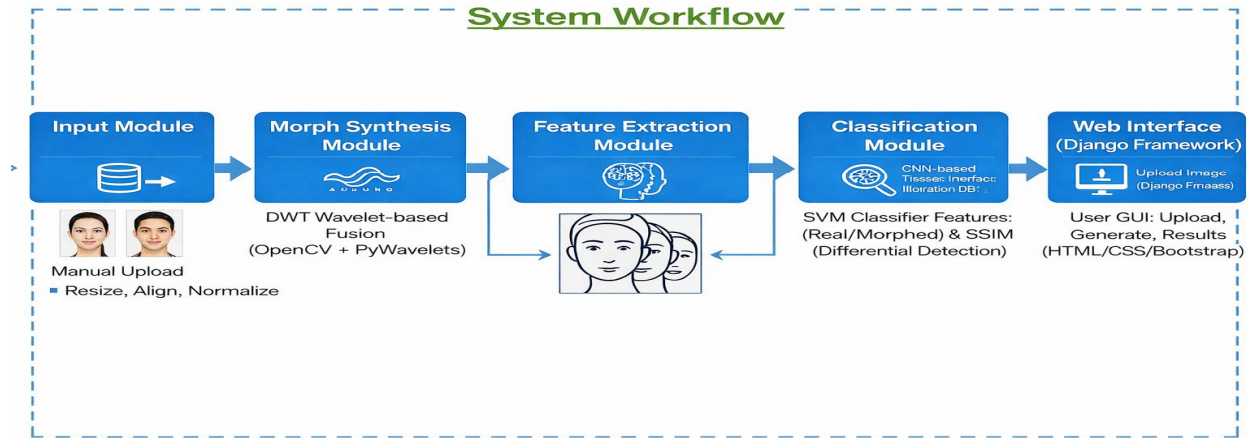 System Workflow
Input Module
Manual Upload
Resize, Align, Normalize
Morph Synthesis
Module
DWT Wavelet-based
Fusion
(OpenCV + PyWavelets)
Feature Extraction
Module
Classification
Module
CNN-based
SVM Classifier Features:
(Real/Morphed) & SSIM
(Differential Detection)
Web Interface
(Django Framework)
Upload Image
(Django Fmaass)
User GUI: Upload,
Generate, Results
(HTML/CSS/Bootstrap)